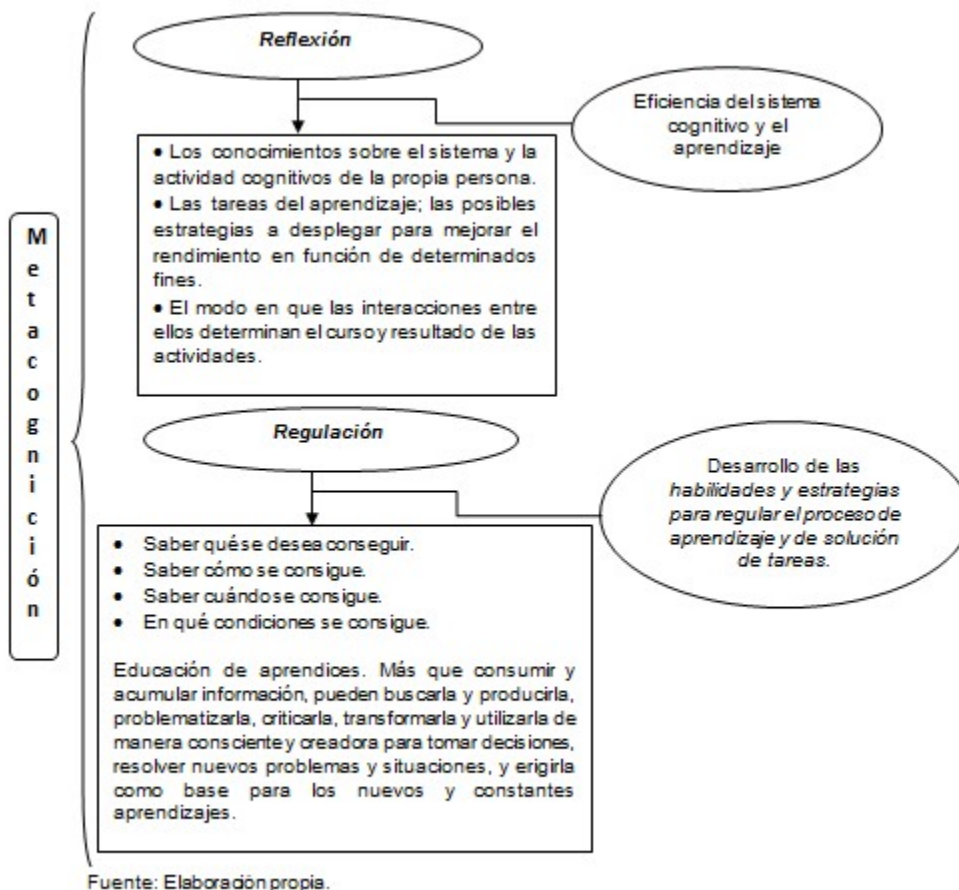 Reflexión
Eficiencia del sistema
cognitivo y el
aprendizaje
• Los conocimientos sobre el sistema y la
actividad cognitivos de la propia persona.
• Las tareas del aprendizaje; las posibles
estrategias a desplegar para mejorar el
rendimiento en función de determinados
fines.
• El modo en que las interacciones entre
ellos determinan el curso y resultado de las
actividades.
Metacognición
Regulación
Desarrollo de las
habilidades y estrategias
para regular el proceso de
aprendizaje y de solución
de tareas.
• Saber qué se desea conseguir.
• Saber cómo se consigue.
• Saber cuándo se consigue.
• En qué condiciones se consigue.
Educación de aprendices. Más que consumir y
acumular información, pueden buscarla y producirla,
problematizarla, criticarla, transformarla y utilizarla de
manera consciente y creadora para tomar decisiones,
resolver nuevos problemas y situaciones, y erigirla
como base para los nuevos y constantes
aprendizajes.
Fuente: Elaboración propia.